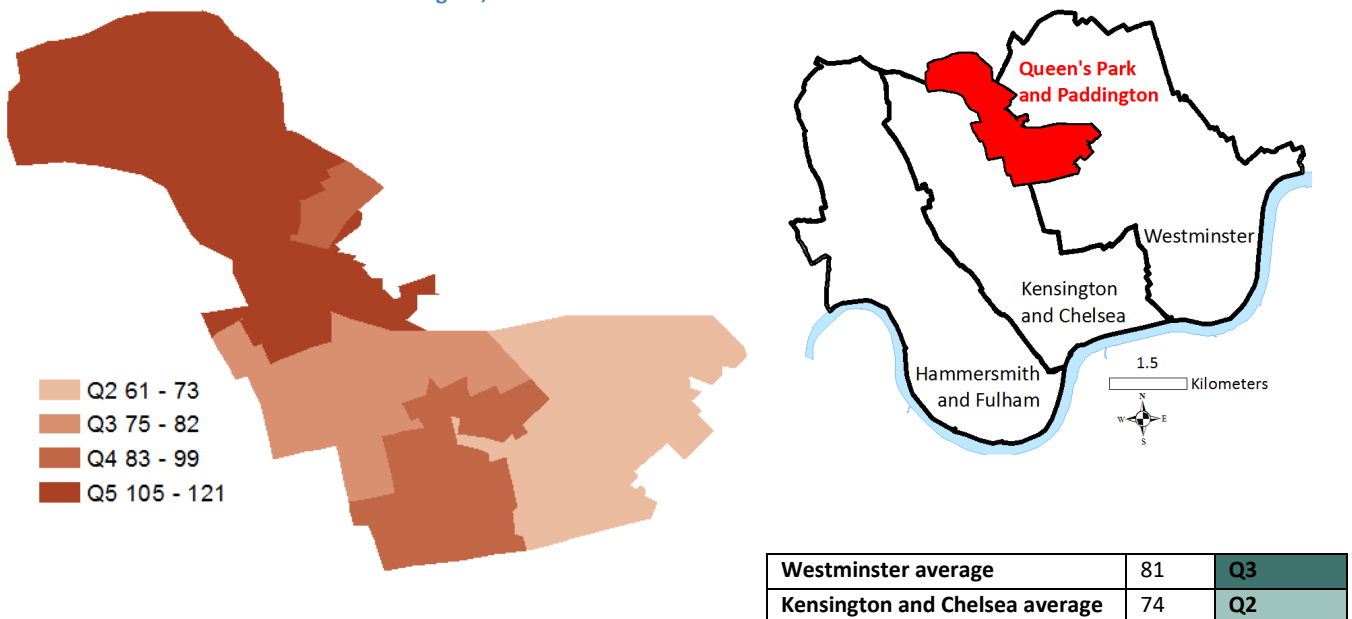 Queen's Park
and Paddington
Westminster
Kensington
and Chelsea
Hammersmith
and Fulham
1.5
Kilometers
N
W E
S
Q2 61 - 73
Q3 75 - 82
Q4 83 - 99
Q5 105 - 121
Westminster average 81 Q3
Kensington and Chelsea average 74 Q2